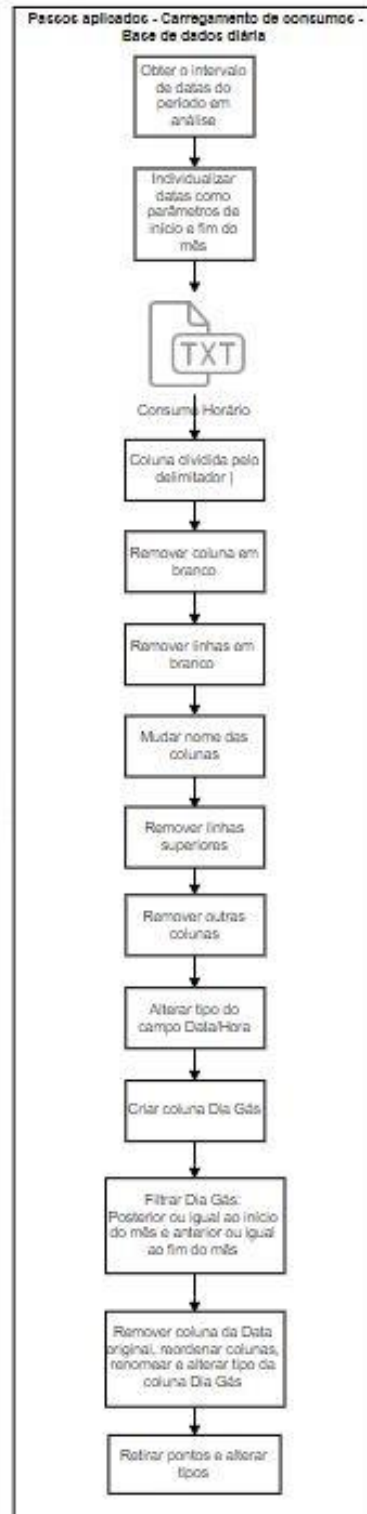 Passos aplicados - Carregamento de consumos -
Base de dados diária
Obter o intervalo
de datas do
período em
análise
Individualizar
datas como
parâmetros de
início e fim do
mês
TXT
Consumo Horário
Coluna dividida pelo
delimitador |
Remover coluna em
branco
Remover linhas em
branco
Mudar nome das
colunas
Remover linhas
superiores
Remover outras
colunas
Alterar tipo do
campo Data/Hora
Criar coluna Dia Gás
Filtrar Dia Gás:
Posterior ou igual ao início
do mês e anterior ou igual
ao fim do mês
Remover coluna da Data
original, reordenar colunas,
renomear e alterar tipo da
coluna Dia Gás
Retirar pontos e alterar
tipos